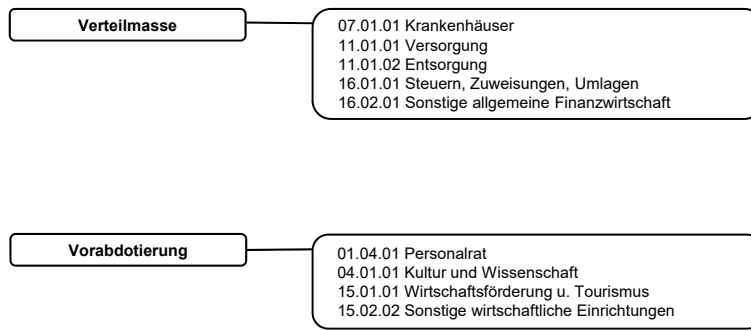 Verteilmasse
07.01.01 Krankenhäuser
11.01.01 Versorgung
11.01.02 Entsorgung
16.01.01 Steuern, Zuweisungen, Umlagen
16.02.01 Sonstige allgemeine Finanzwirtschaft
Vorabdotierung
01.04.01 Personalrat
04.01.01 Kultur und Wissenschaft
15.01.01 Wirtschaftsförderung u. Tourismus
15.02.02 Sonstige wirtschaftliche Einrichtungen